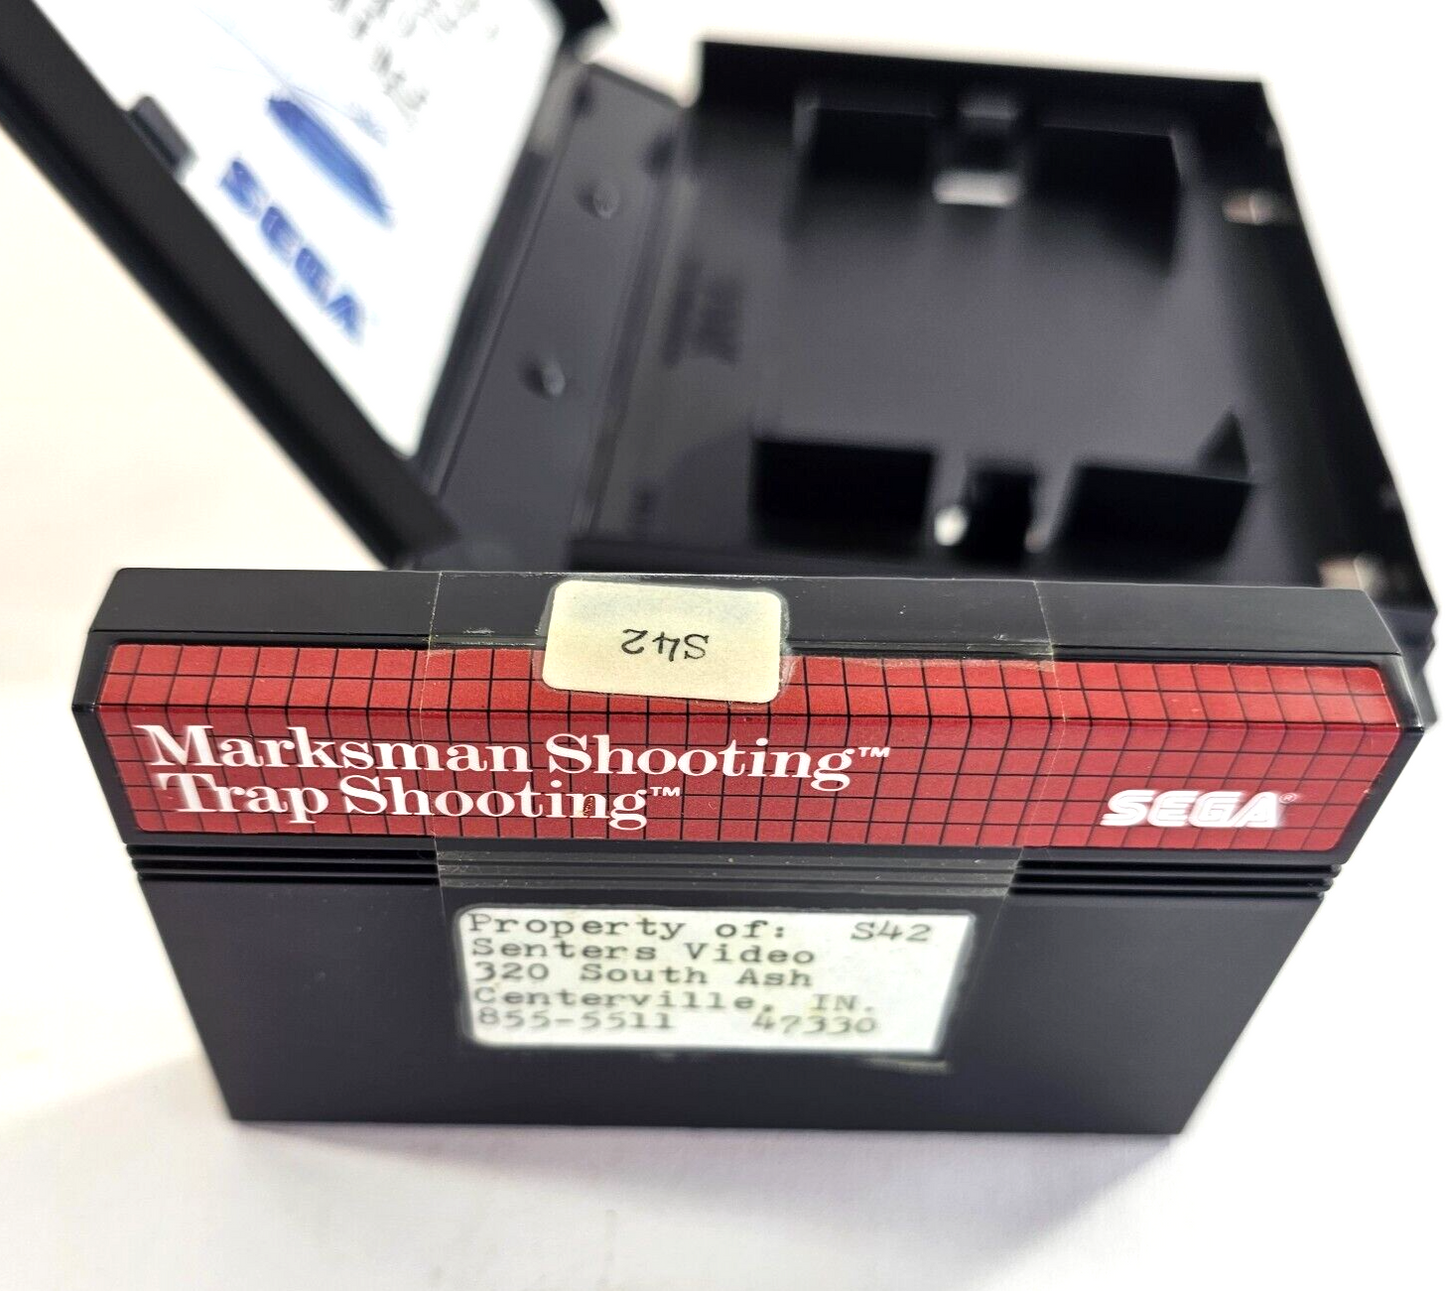 SEGA
S42
Marksman Shooting™
Trap Shooting™
SEGA®
Property of: S42
Senters Video
320 South Ash
Centerville, IN.
855-5511 47330